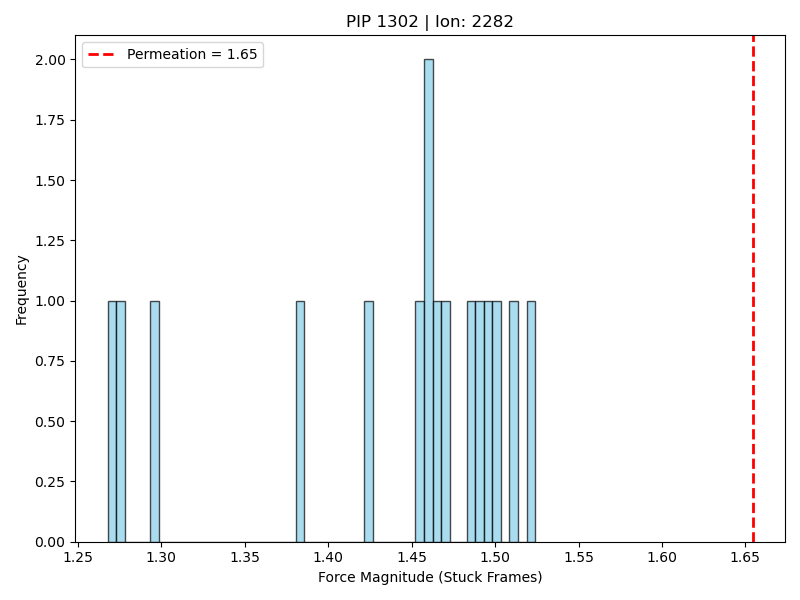 PIP 1302 | Ion: 2282
Permeation = 1.65
2.00
1.75
1.50
1.25
1.00
0.75
0.50
0.25
0.00
Frequency
1.25 1.30 1.35 1.40 1.45 1.50 1.55 1.60 1.65
Force Magnitude (Stuck Frames)